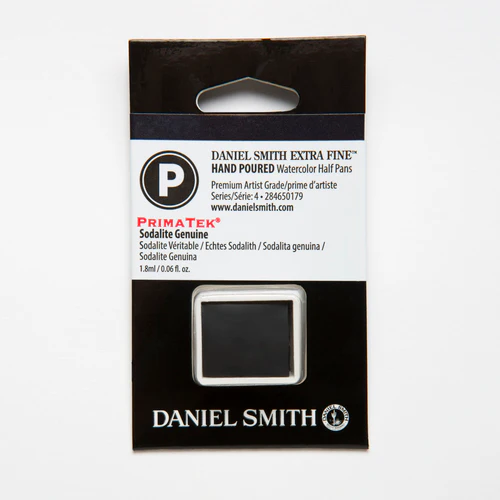 P
DANIEL SMITH EXTRA FINE™
HAND POURED Watercolor Half Pans
Premium Artist Grade/prime d'artiste
Series/Série: 4 • 284650179
www.danielsmith.com
PRIMATEK®
Sodalite Genuine
Sodalite Véritable / Echtes Sodalith / Sodalita genuina /
Sodalite Genuina
1.8ml / 0.06 fl. oz.
DANIEL SMITH